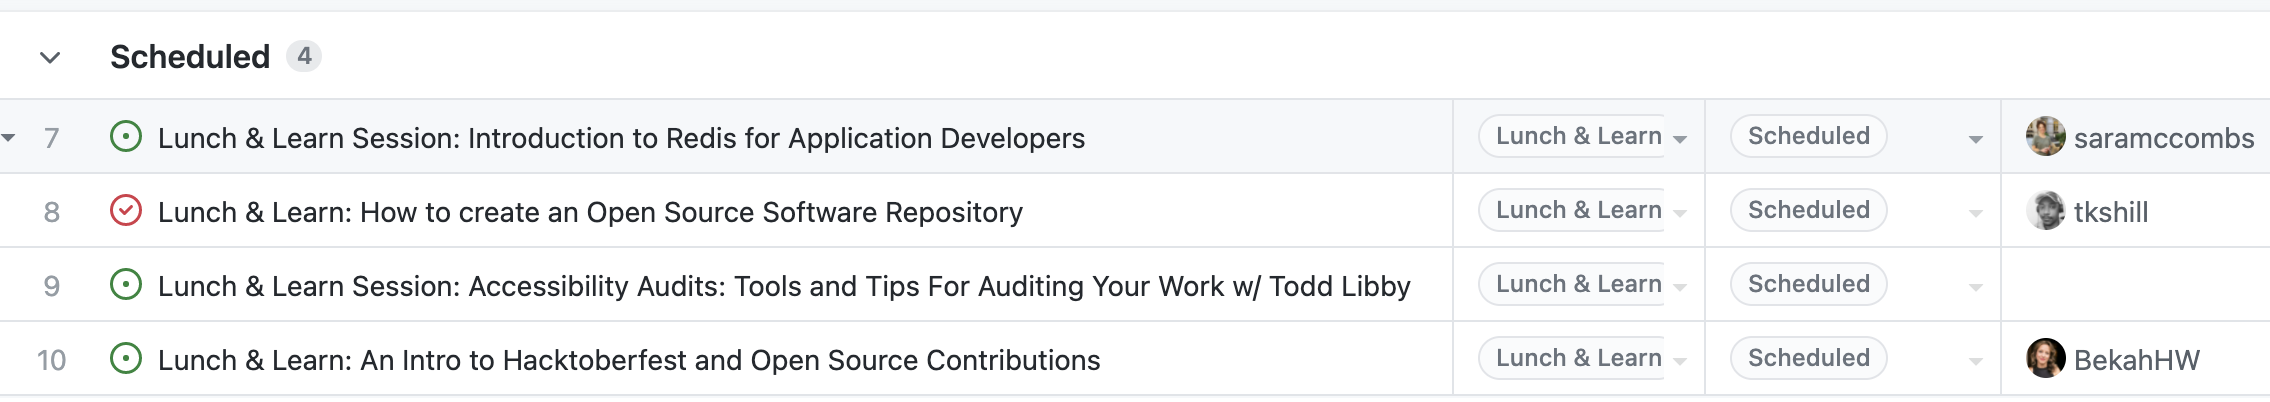 Scheduled 4
7 Lunch & Learn Session: Introduction to Redis for Application Developers Lunch & Learn Scheduled saramccombs
8 Lunch & Learn: How to create an Open Source Software Repository Lunch & Learn Scheduled tkshill
9 Lunch & Learn Session: Accessibility Audits: Tools and Tips For Auditing Your Work w/ Todd Libby Lunch & Learn Scheduled
10 Lunch & Learn: An Intro to Hacktoberfest and Open Source Contributions Lunch & Learn Scheduled BekahHW